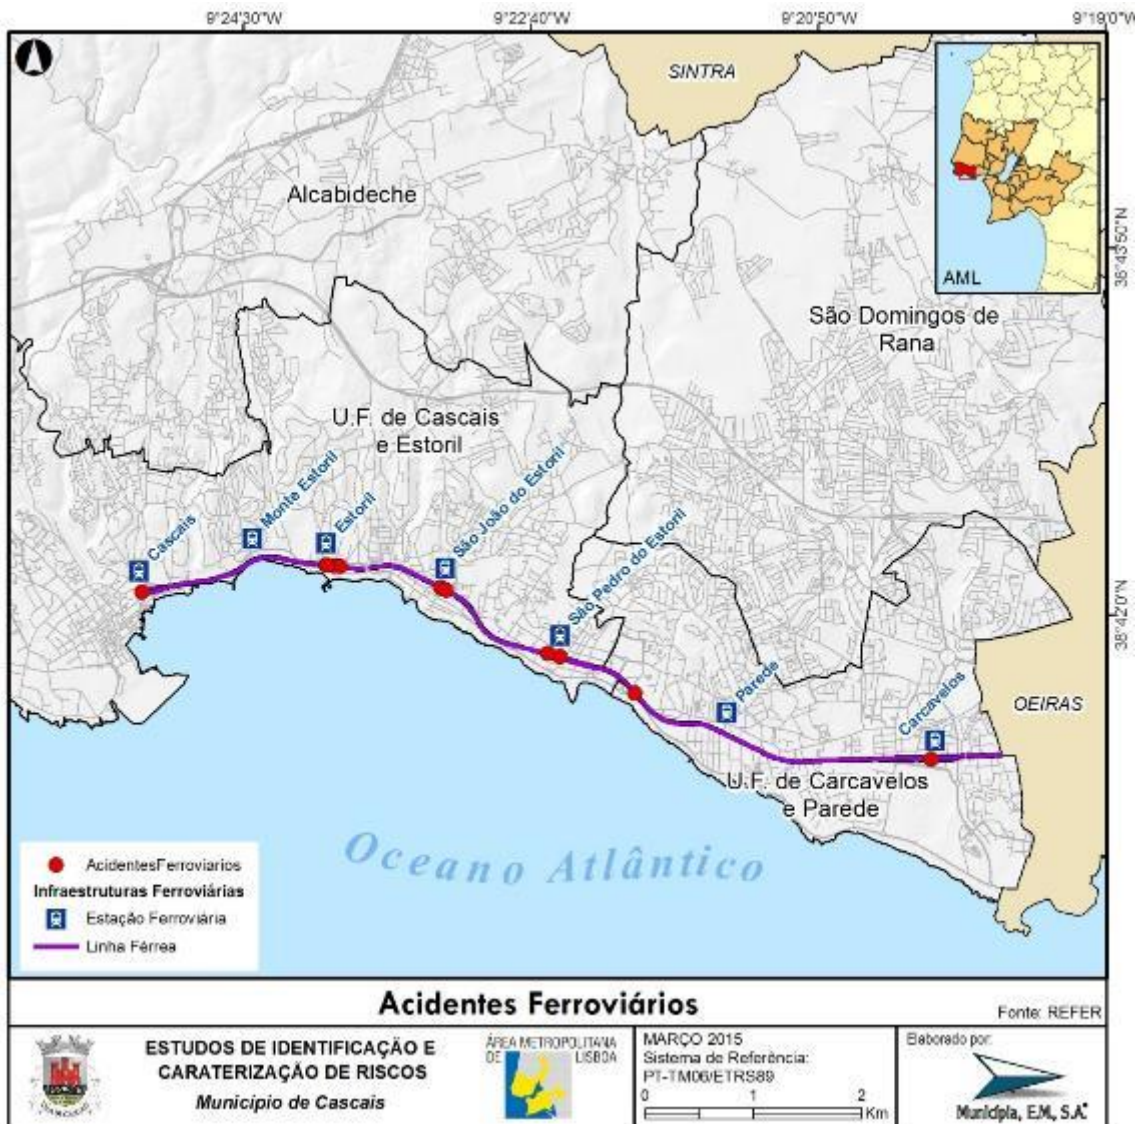 9°24'30"W
9°22'40"W
9°20'50"W
9°19'0"W
SINTRA
Alcabideche
AML
38°43'50"N
São Domingos de
Rana
U.F. de Cascais
e Estoril
Cascais
Monte Estoril
Estoril
São João do Estoril
São Pedro do Estoril
38°42'0"N
Parede
Carcavelos
OEIRAS
U.F. de Carcavelos
e Parede
Oceano Atlântico
AcidentesFerroviarios
Infraestruturas Ferroviárias
Estação Ferroviária
Linha Férrea
Acidentes Ferroviários
Fonte: REFER
ESTUDOS DE IDENTIFICAÇÃO E
CARATERIZAÇÃO DE RISCOS
Município de Cascais
ÁREA METROPOLITANA
DE LISBOA
MARÇO 2015
Sistema de Referência:
PT-TM06/ETRS89
0 1 2
Km
Elaborado por:
Municípia, E.M., S.A.